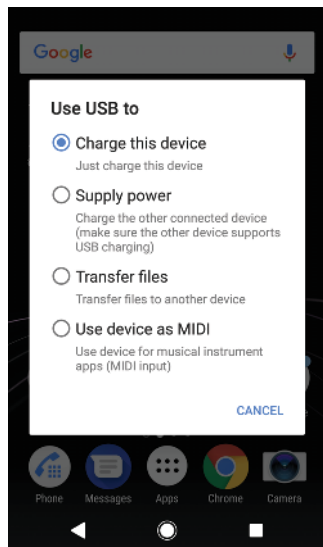 Google
Use USB to
Charge this device
Just charge this device
Supply power
Charge the other connected device
(make sure the other device supports
USB charging)
Transfer files
Transfer files to another device
Use device as MIDI
Use device for musical instrument
apps (MIDI input)
CANCEL
Phone Messages Apps Chrome Camera